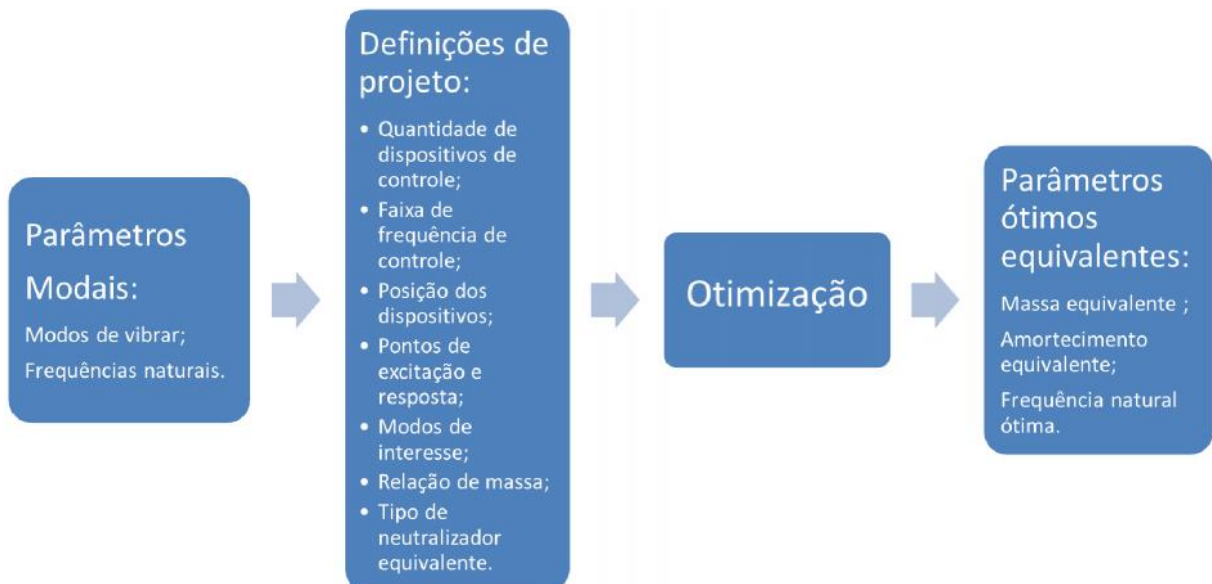 Parâmetros
Modais:
Modos de vibrar;
Frequências naturais.
Definições de
projeto:
• Quantidade de
dispositivos de
controle;
• Faixa de
frequência de
controle;
• Posição dos
dispositivos;
• Pontos de
excitação e
resposta;
• Modos de
interesse;
• Relação de massa;
• Tipo de
neutralizador
equivalente.
Otimização
Parâmetros
ótimos
equivalentes:
Massa equivalente ;
Amortecimento
equivalente;
Frequência natural
ótima.